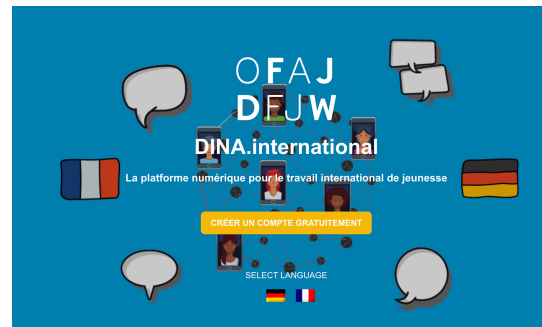 OFAJ
DFJW
DINA.international
La platforme numérique pour le travail international de jeunesse
CRÉER UN COMPTE GRATUITEMENT
SELECT LANGUAGE